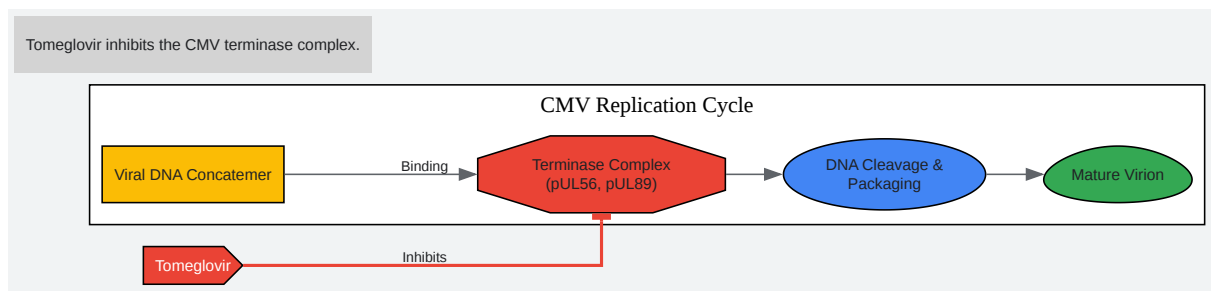 Tomeglovir inhibits the CMV terminase complex.
CMV Replication Cycle
Viral DNA Concatemer
Binding
Terminase Complex
(pUL56, pUL89)
DNA Cleavage &
Packaging
Mature Virion
Tomeglovir
Inhibits